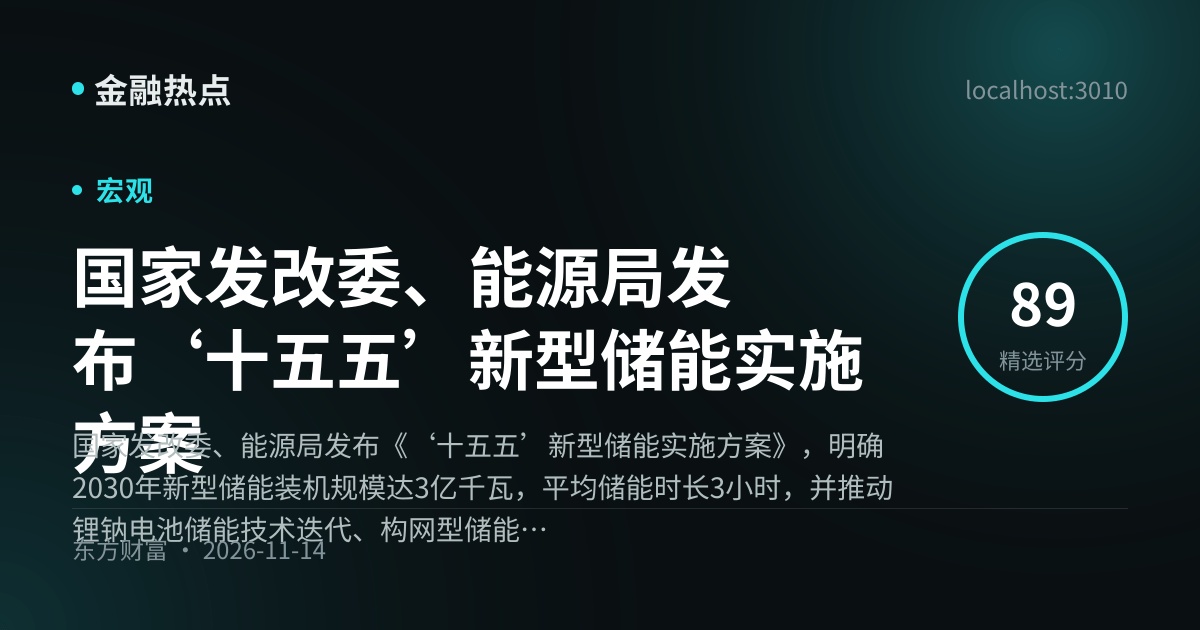 金融热点
localhost:3010
宏观
国家发改委、能源局发
布‘十五五’新型储能实施
方案
89
精选评分
国家发改委、能源局发布《‘十五五’新型储能实施方案》，明确
2030年新型储能装机规模达3亿千瓦，平均储能时长3小时，并推动
锂钠电池储能技术迭代、构网型储能…
东方财富 · 2026-11-14